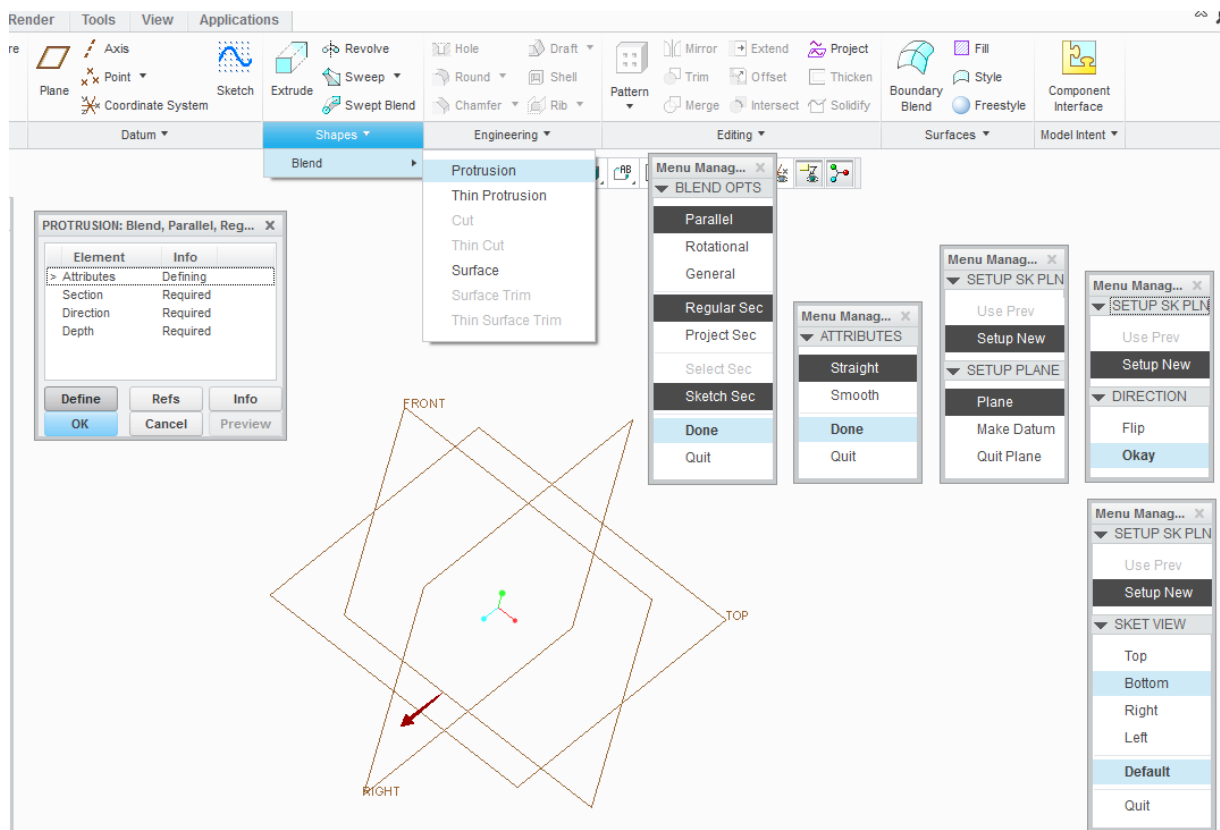 Render Tools View Applications
re
Plane
Axis
Point
Coordinate System
Sketch
Extrude
Revolve
Sweep
Swept Blend
Hole
Round
Chamfer
Draft
Shell
Rib
Pattern
Mirror
Trim
Merge
Extend
Offset
Intersect
Project
Thicken
Solidify
Boundary
Blend
Fill
Style
Freestyle
Component
Interface
Datum
Shapes
Engineering
Editing
Surfaces
Model Intent
Blend
Protrusion
Thin Protrusion
Cut
Thin Cut
Surface
Surface Trim
Thin Surface Trim
PROTRUSION: Blend, Parallel, Reg...
Element Info
> Attributes Defining
Section Required
Direction Required
Depth Required
Define Refs Info
OK Cancel Preview
Menu Manag...
BLEND OPTS
Parallel
Rotational
General
Regular Sec
Project Sec
Select Sec
Sketch Sec
Done
Quit
Menu Manag...
ATTRIBUTES
Straight
Smooth
Done
Quit
Menu Manag...
SETUP SK PLN
Use Prev
Setup New
SETUP PLANE
Plane
Make Datum
Quit Plane
Menu Manag...
SETUP SK PLN
Use Prev
Setup New
DIRECTION
Flip
Okay
Menu Manag...
SETUP SK PLN
Use Prev
Setup New
SKET VIEW
Top
Bottom
Right
Left
Default
Quit
FRONT
TOP
RIGHT